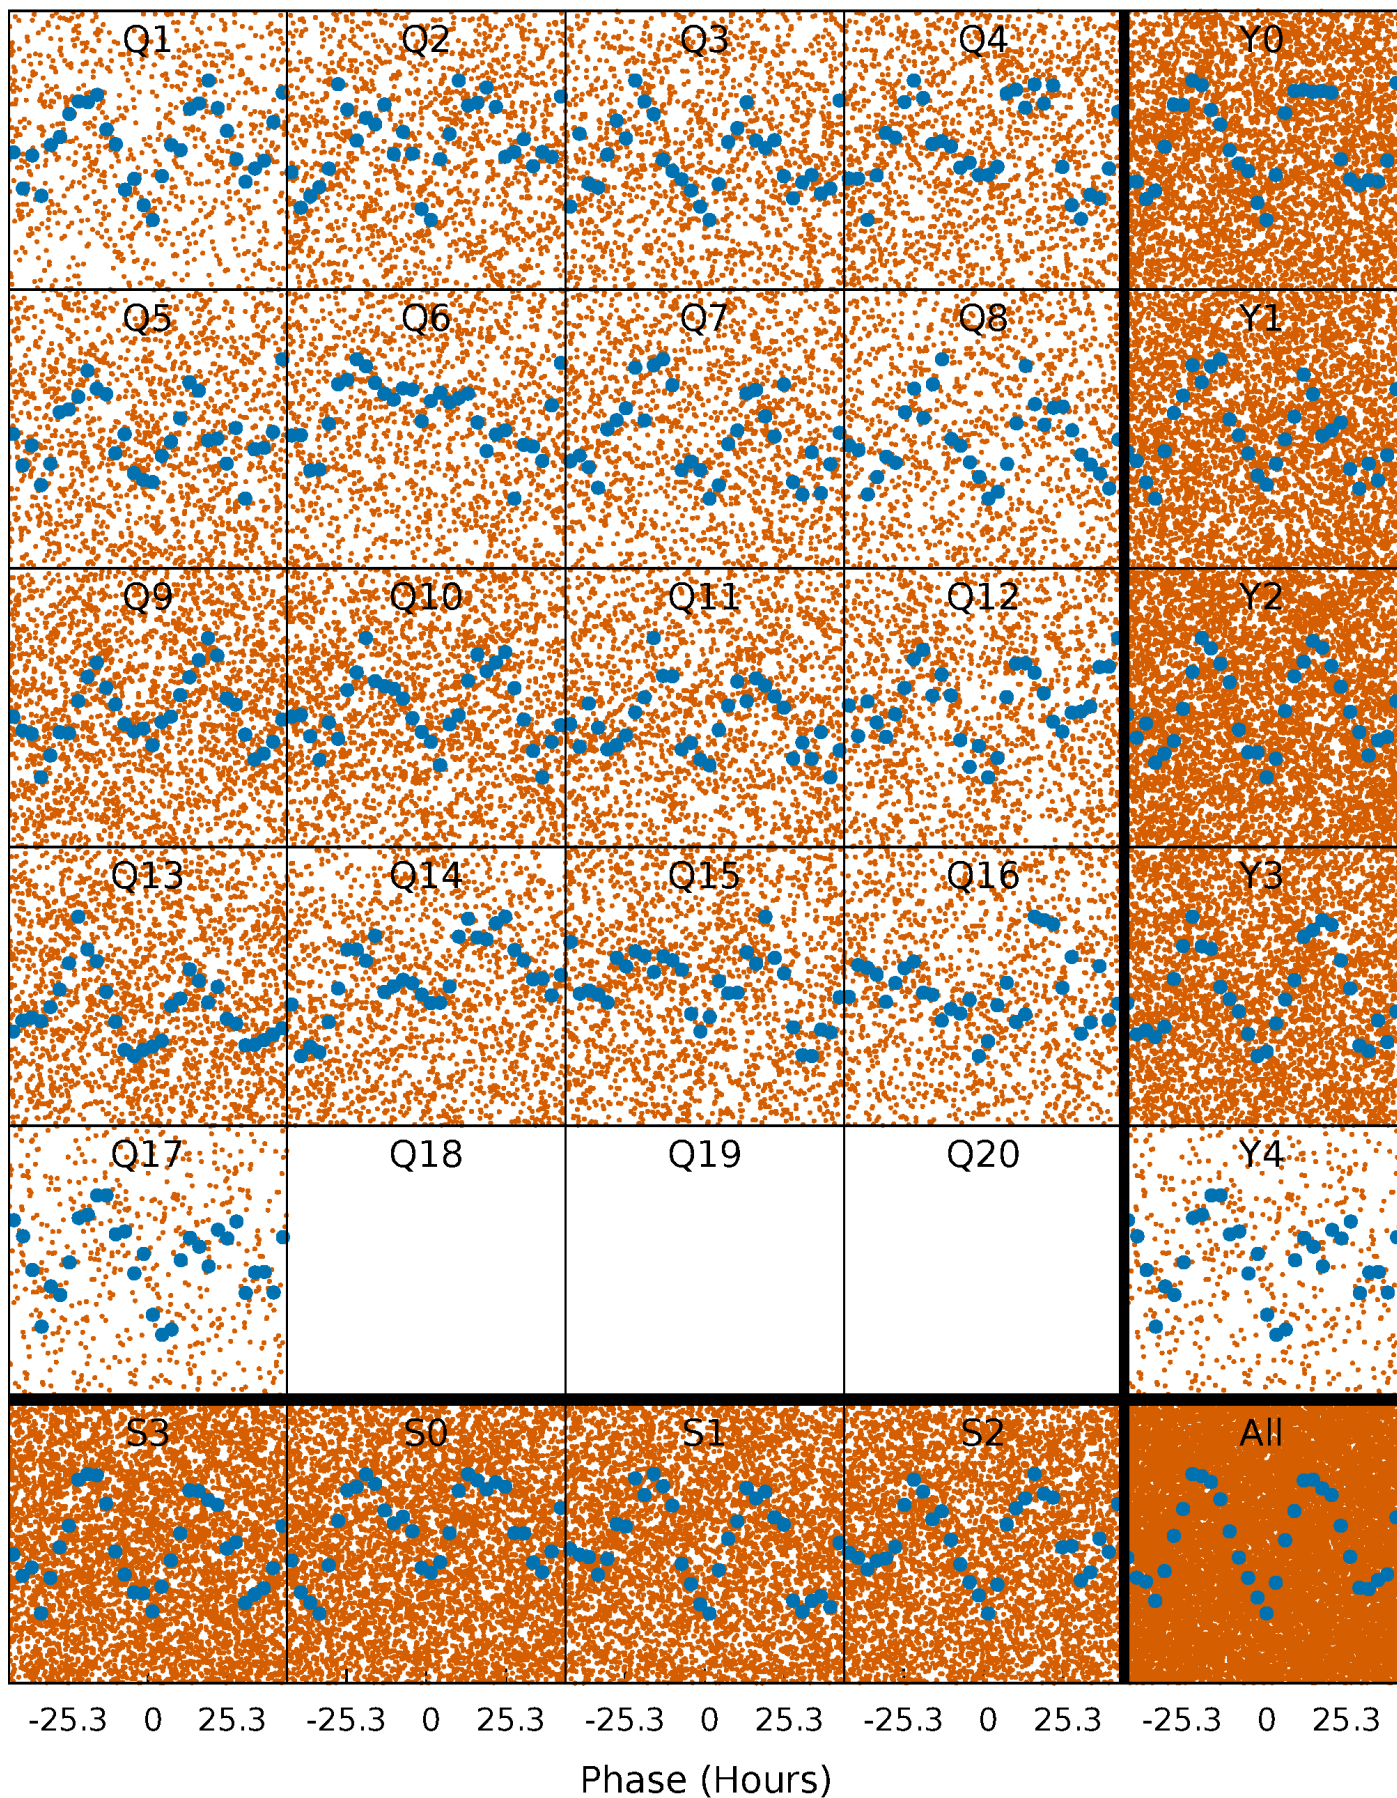 Q1 Q2 Q3 Q4 Y0
Q5 Q6 Q7 Q8 Y1
Q9 Q10 Q11 Q12 Y2
Q13 Q14 Q15 Q16 Y3
Q17 Q18 Q19 Q20 Y4
S3 S0 S1 S2 All
-25.3 0 25.3 -25.3 0 25.3 -25.3 0 25.3 -25.3 0 25.3 -25.3 0 25.3
Phase (Hours)